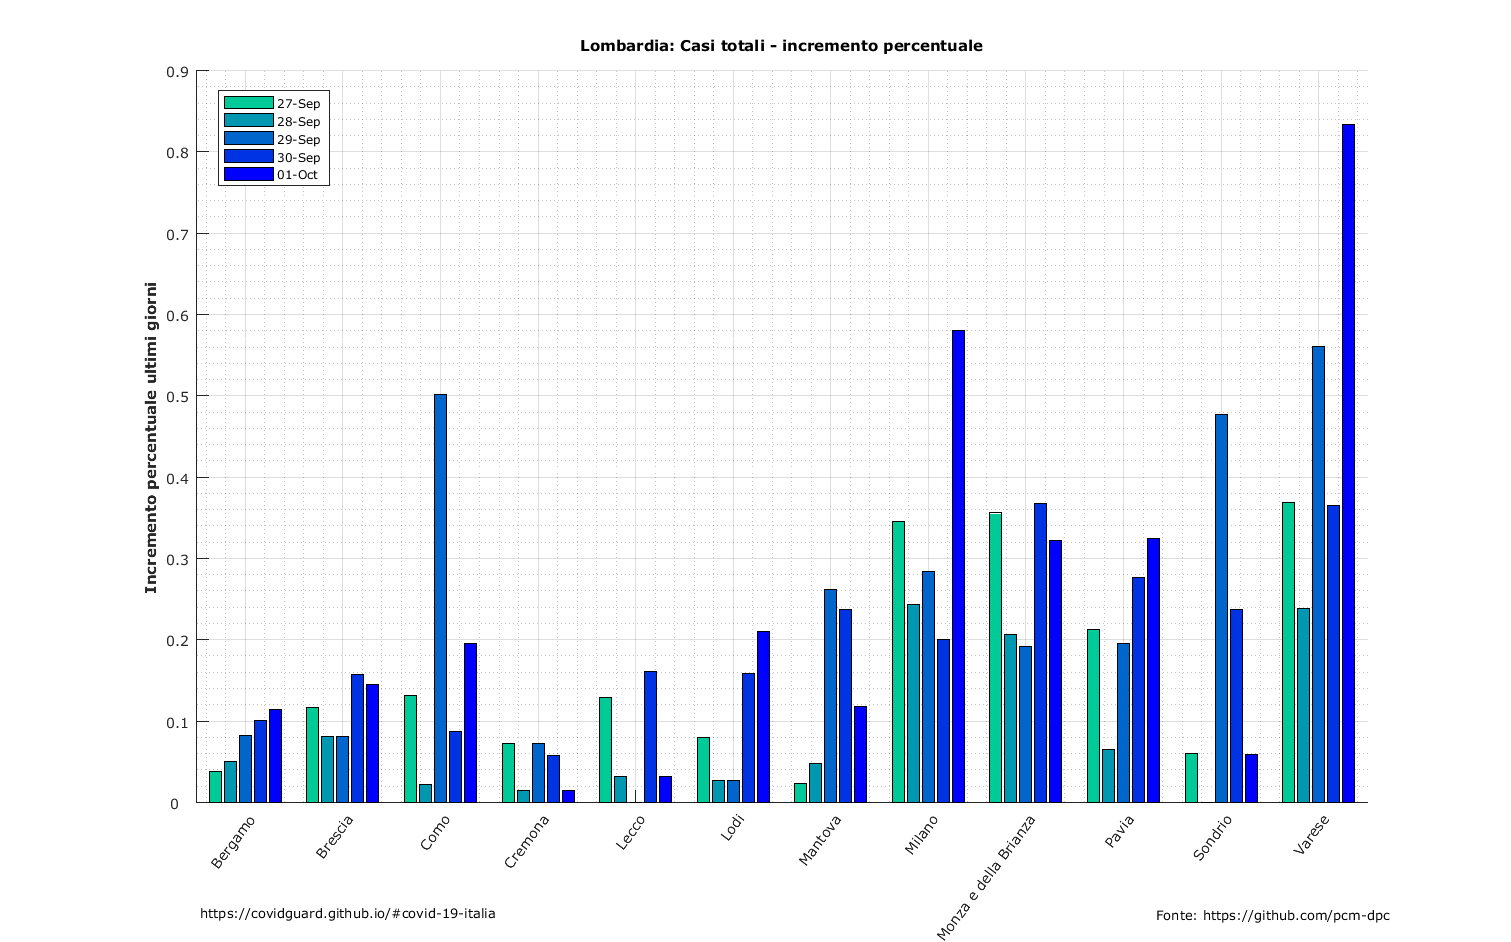 Lombardia: Casi totali - incremento percentuale
Incremento percentuale ultimi giorni
0.9
0.8
0.7
0.6
0.5
0.4
0.3
0.2
0.1
0
27-Sep
28-Sep
29-Sep
30-Sep
01-Oct
Bergamo
Brescia
Como
Cremona
Lecco
Lodi
Mantova
Milano
Monza e della Brianza
Pavia
Sondrio
Varese
https://covidguard.github.io/#covid-19-italia
Fonte: https://github.com/pcm-dpc